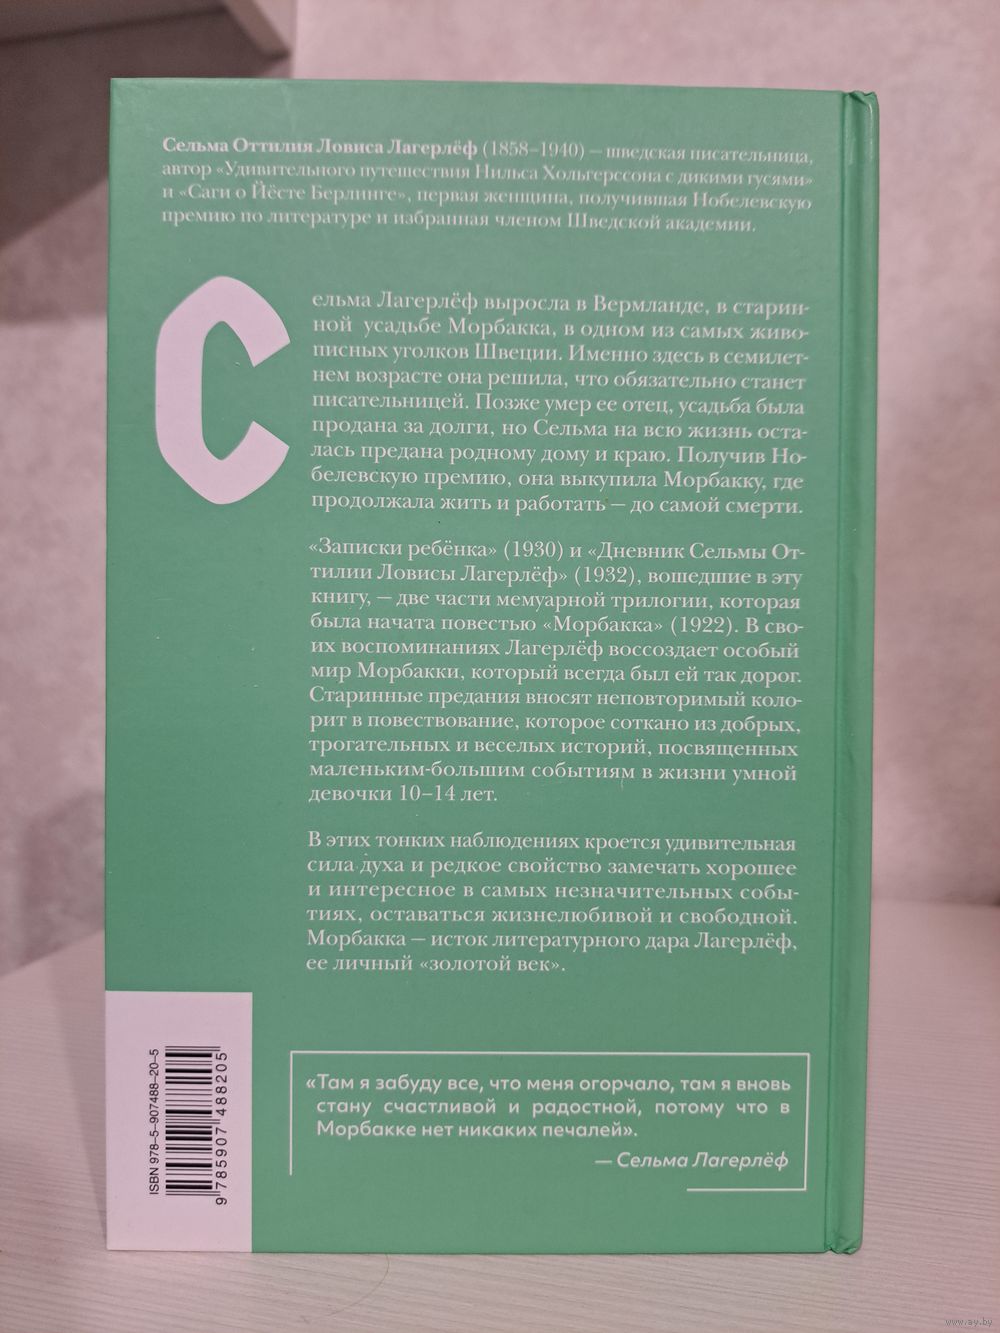 Сельма Оттилия Ловиса Лагерлёф (1858–1940) — шведская писательница,
автор «Удивительного путешествия Нильса Хольгерссона с дикими гусями»
и «Саги о Йёсте Берлинге», первая женщина, получившая Нобелевскую
премию по литературе и избранная членом Шведской академии.
Сельма Лагерлёф выросла в Вермланде, в старин-
ной усадьбе Морбакка, в одном из самых живо-
писных уголков Швеции. Именно здесь в семилет-
нем возрасте она решила, что обязательно станет
писательницей. Позже умер ее отец, усадьба была
продана за долги, но Сельма на всю жизнь оста-
лась предана родному дому и краю. Получив Но-
белевскую премию, она выкупила Морбакку, где
продолжала жить и работать — до самой смерти.
«Записки ребёнка» (1930) и «Дневник Сельмы От-
тилии Ловисы Лагерлёф» (1932), вошедшие в эту
книгу, — две части мемуарной трилогии, которая
была начата повестью «Морбакка» (1922). В сво-
их воспоминаниях Лагерлёф воссоздает особый
мир Морбакки, который всегда был ей так дорог.
Старинные предания вносят неповторимый коло-
рит в повествование, которое соткано из добрых,
трогательных и веселых историй, посвященных
маленьким-большим событиям в жизни умной
девочки 10–14 лет.
В этих тонких наблюдениях кроется удивительная
сила духа и редкое свойство замечать хорошее
и интересное в самых незначительных собы-
тиях, оставаться жизнелюбивой и свободной.
Морбакка — исток литературного дара Лагерлёф,
ее личный «золотой век».
«Там я забуду все, что меня огорчало, там я вновь
стану счастливой и радостной, потому что в
Морбакке нет никаких печалей».
— Сельма Лагерлёф
ISBN 978-5-907488-20-5
9 785907 488205
www.ay.by